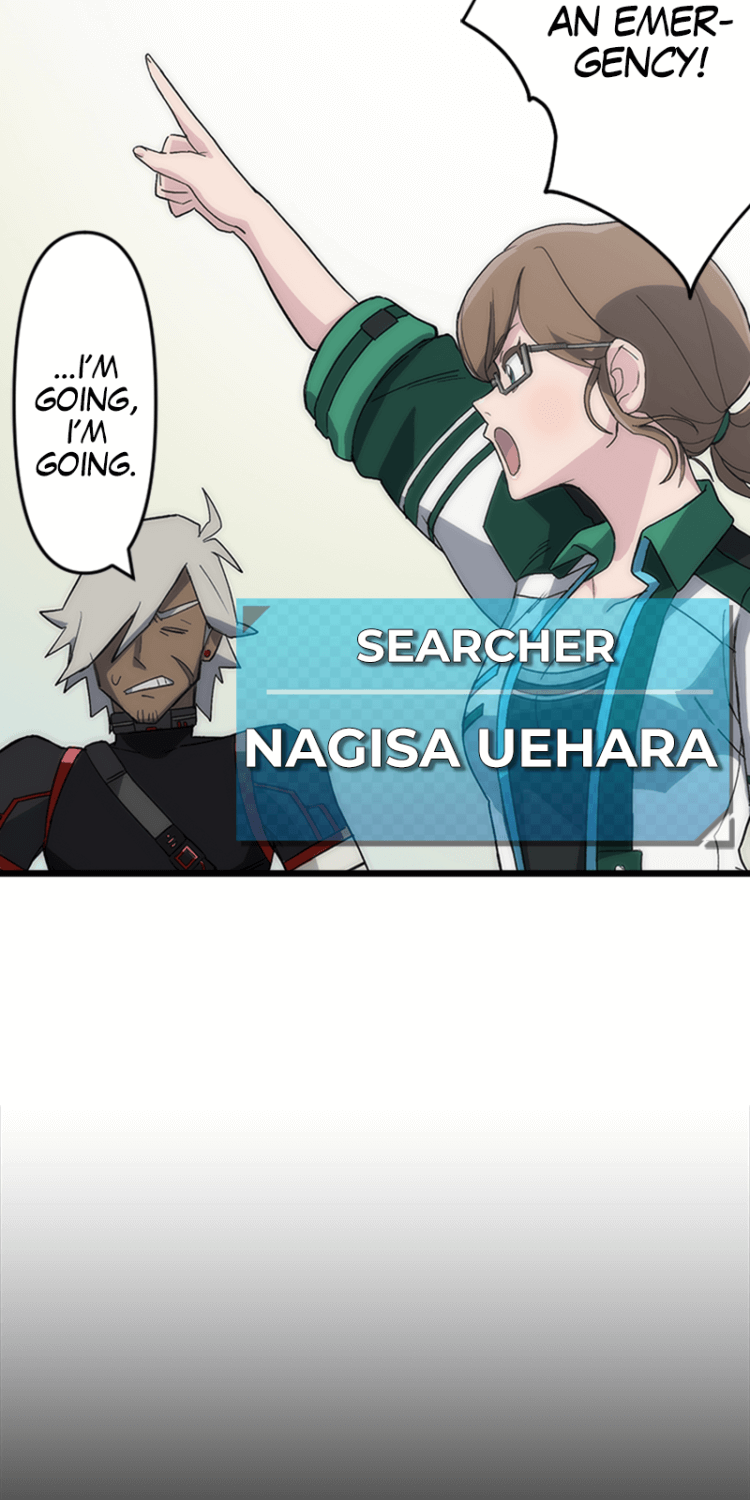 AN EMER-
GENCY!
...I'M
GOING,
I'M
GOING.
SEARCHER
NAGISA UEHARA